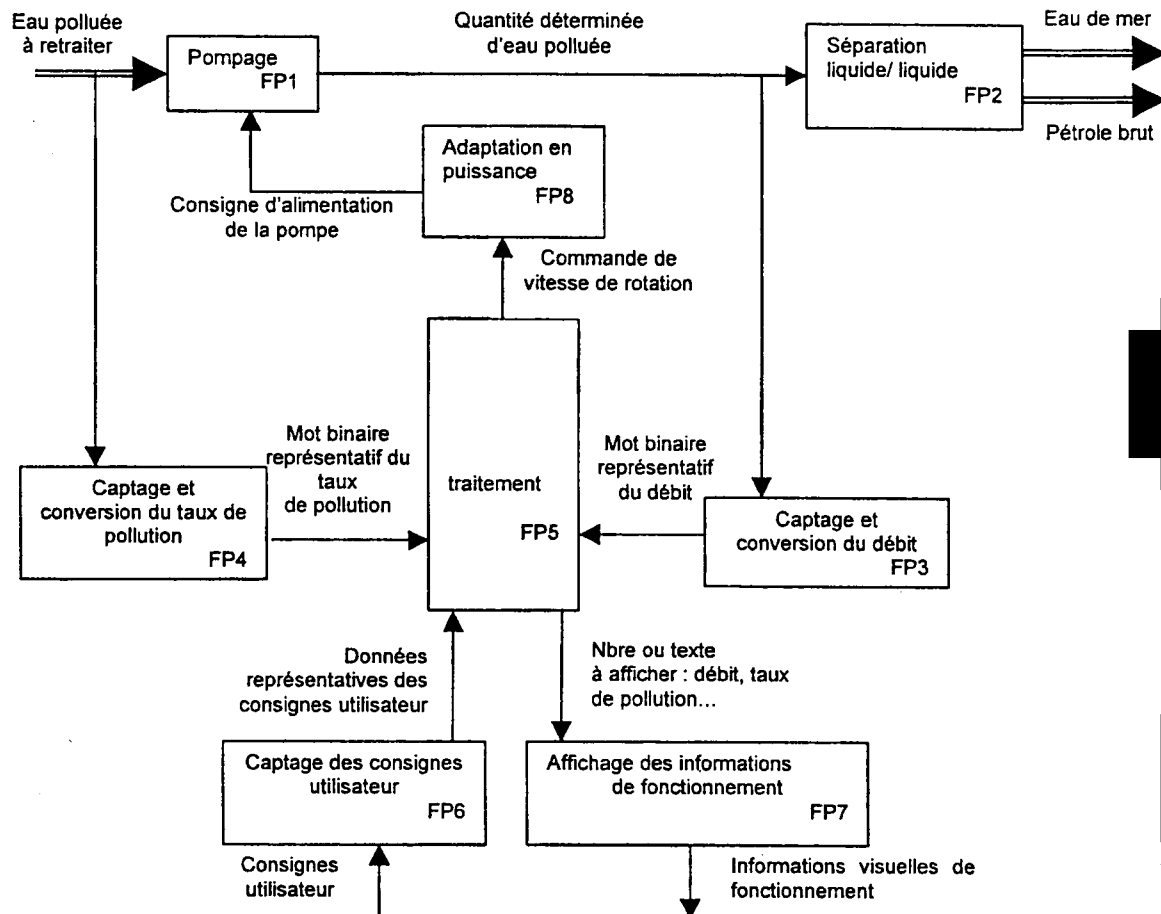 Eau polluée
à retraiter
Pompage
FP1
Quantité déterminée
d'eau polluée
Séparation
liquide/ liquide
FP2
Eau de mer
Pétrole brut
Adaptation en
puissance
FP8
Consigne d'alimentation
de la pompe
Commande de
vitesse de rotation
Mot binaire
représentatif du
taux
de pollution
traitement
FP5
Mot binaire
représentatif
du débit
Captage et
conversion du taux de
pollution
FP4
Captage et
conversion du débit
FP3
Données
représentatives des
consignes utilisateur
Nbre ou texte
à afficher : débit, taux
de pollution...
Captage des consignes
utilisateur
FP6
Affichage des informations
de fonctionnement
FP7
Consignes
utilisateur
Informations visuelles de
fonctionnement